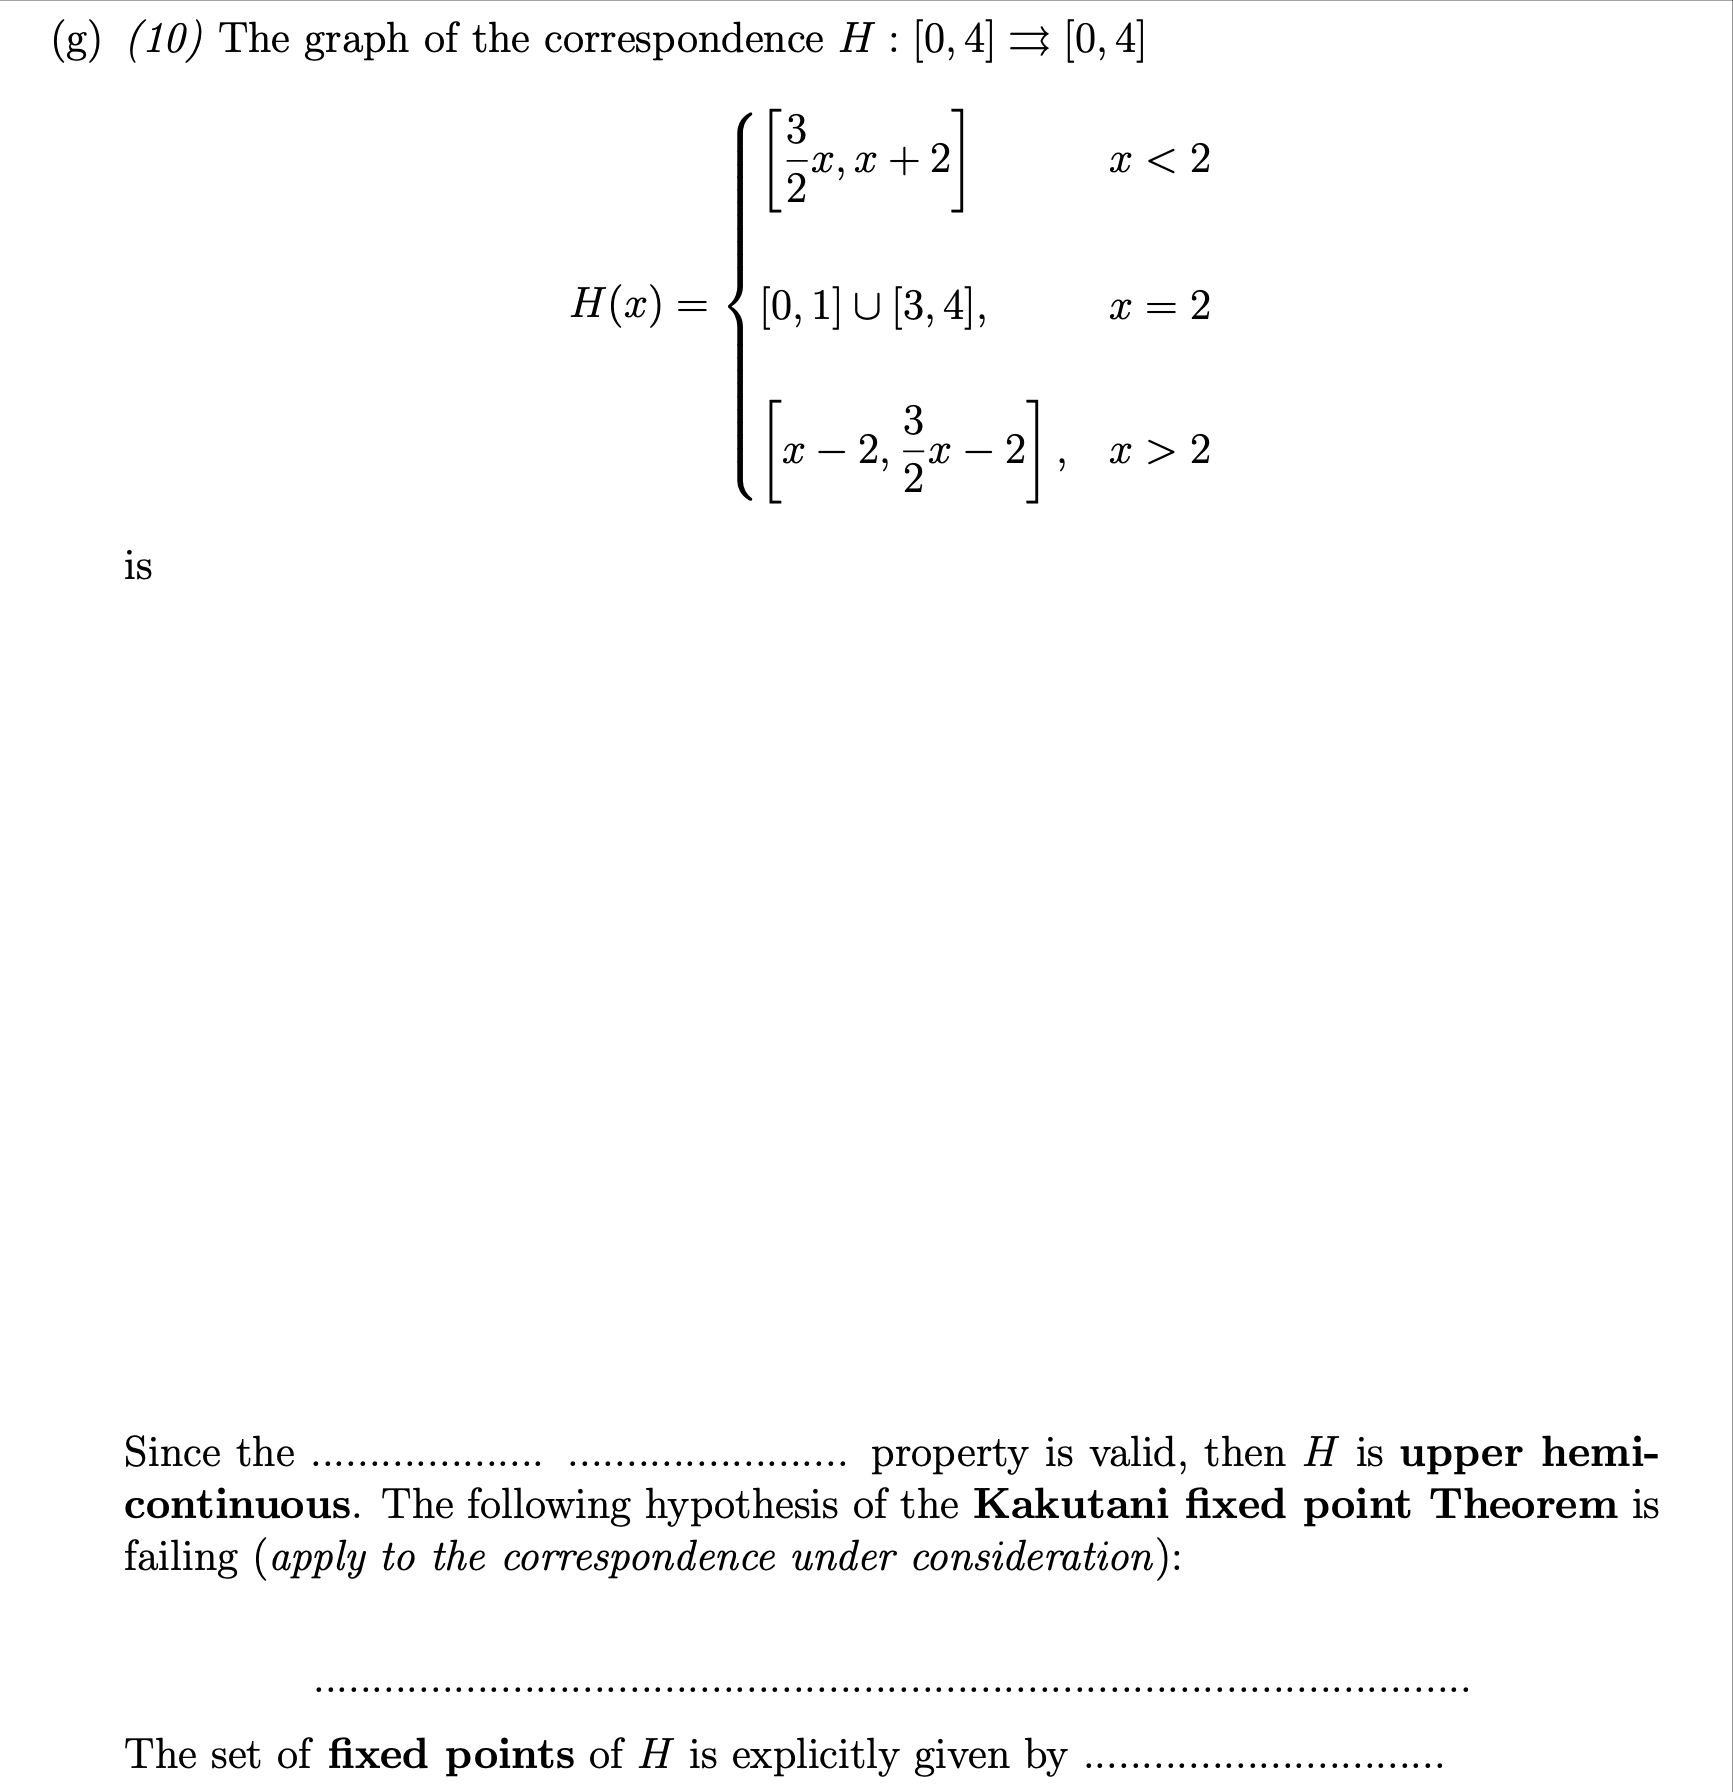 (g) (10) The graph of the correspondence H : [0, 4] ⇉ [0, 4]
H(x) = { [3/2 x, x + 2] x < 2
[0, 1] ∪ [3, 4], x = 2
[x − 2, 3/2 x − 2], x > 2
is
Since the .................... ........................ property is valid, then H is upper hemi-
continuous. The following hypothesis of the Kakutani fixed point Theorem is
failing (apply to the correspondence under consideration):
....................................................................................................
The set of fixed points of H is explicitly given by ................................